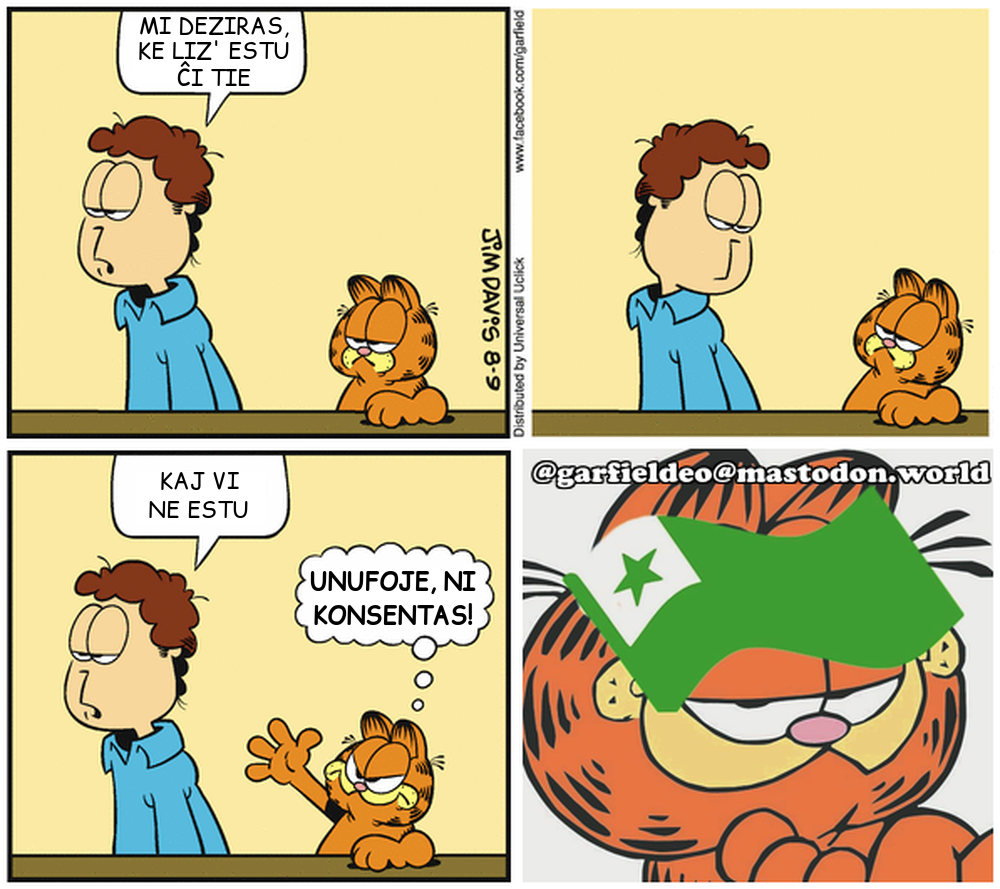 MI DEZIRAS,
KE LIZ' ESTU
ĈI TIE
JIM DAVIS 8-9
www.facebook.com/garfield
Distributed by Universal Uclick
KAJ VI
NE ESTU
UNUFOJE, NI
KONSENTAS!
@garfieldeo@mastodon.world